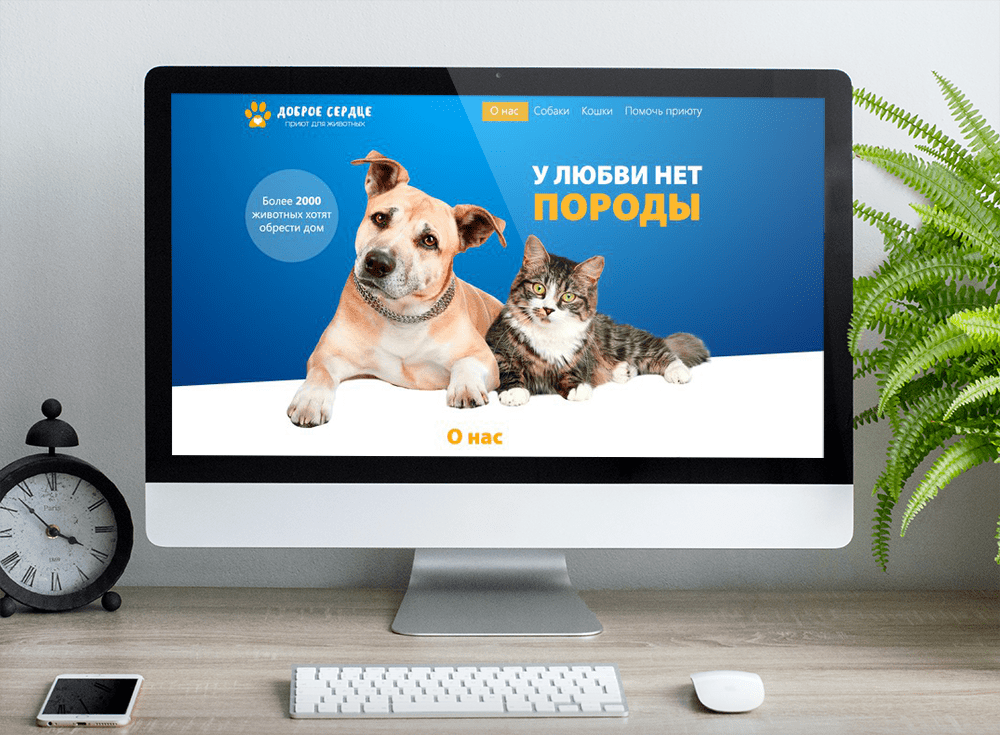 ДОБРОЕ СЕРДЦЕ
приют для животных
О нас Собаки Кошки Помочь приюту
Более 2000
животных хотят
обрести дом
У ЛЮБВИ НЕТ
ПОРОДЫ
О нас
Paris